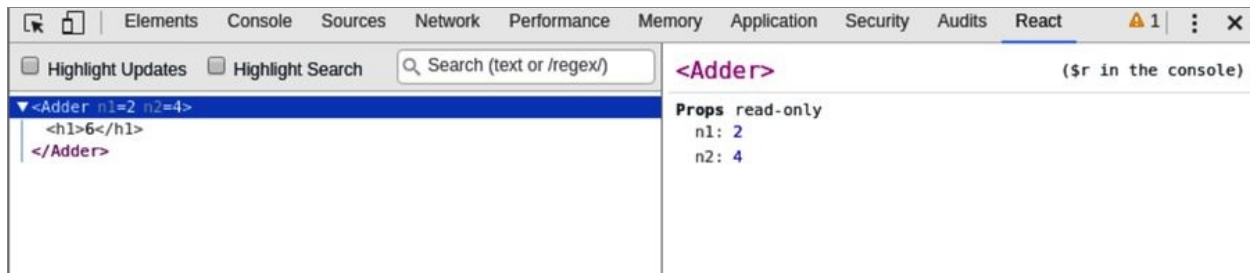 Elements Console Sources Network Performance Memory Application Security Audits React 1
Highlight Updates Highlight Search Search (text or /regex/)
<Adder n1=2 n2=4>
<h1>6</h1>
</Adder>
<Adder> ($r in the console)
Props read-only
n1: 2
n2: 4